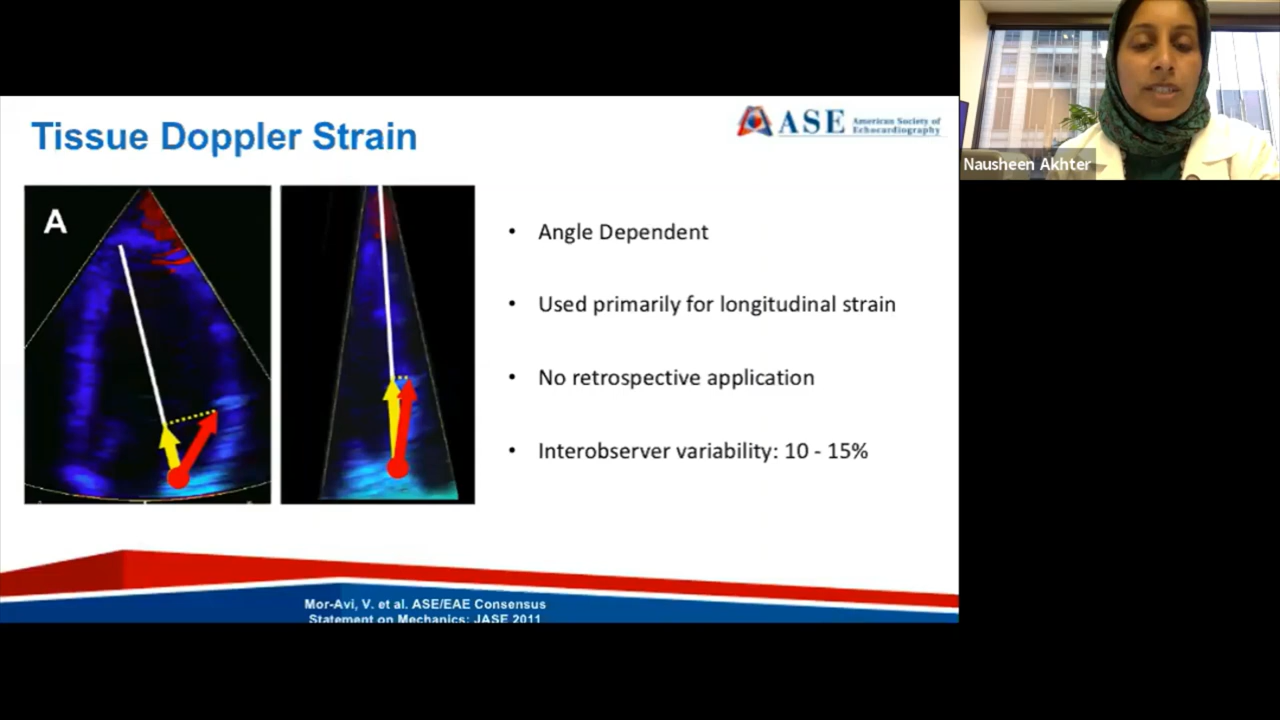 Tissue Doppler Strain
ASE American Society of
Echocardiography
A
• Angle Dependent
• Used primarily for longitudinal strain
• No retrospective application
• Interobserver variability: 10 - 15%
Mor-Avi, V. et al. ASE/EAE Consensus
Statement on Mechanics: JASE 2011
Nausheen Akhter